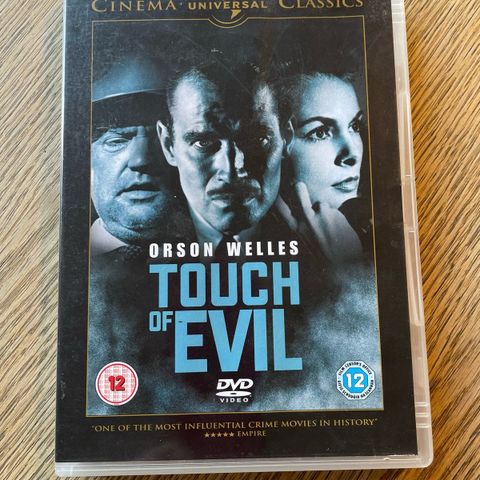 CINEMA UNIVERSAL CLASSICS
ORSON WELLES
TOUCH
OF EVIL
12
DVD
VIDEO
12
"ONE OF THE MOST INFLUENTIAL CRIME MOVIES IN HISTORY"
★★★★★ EMPIRE